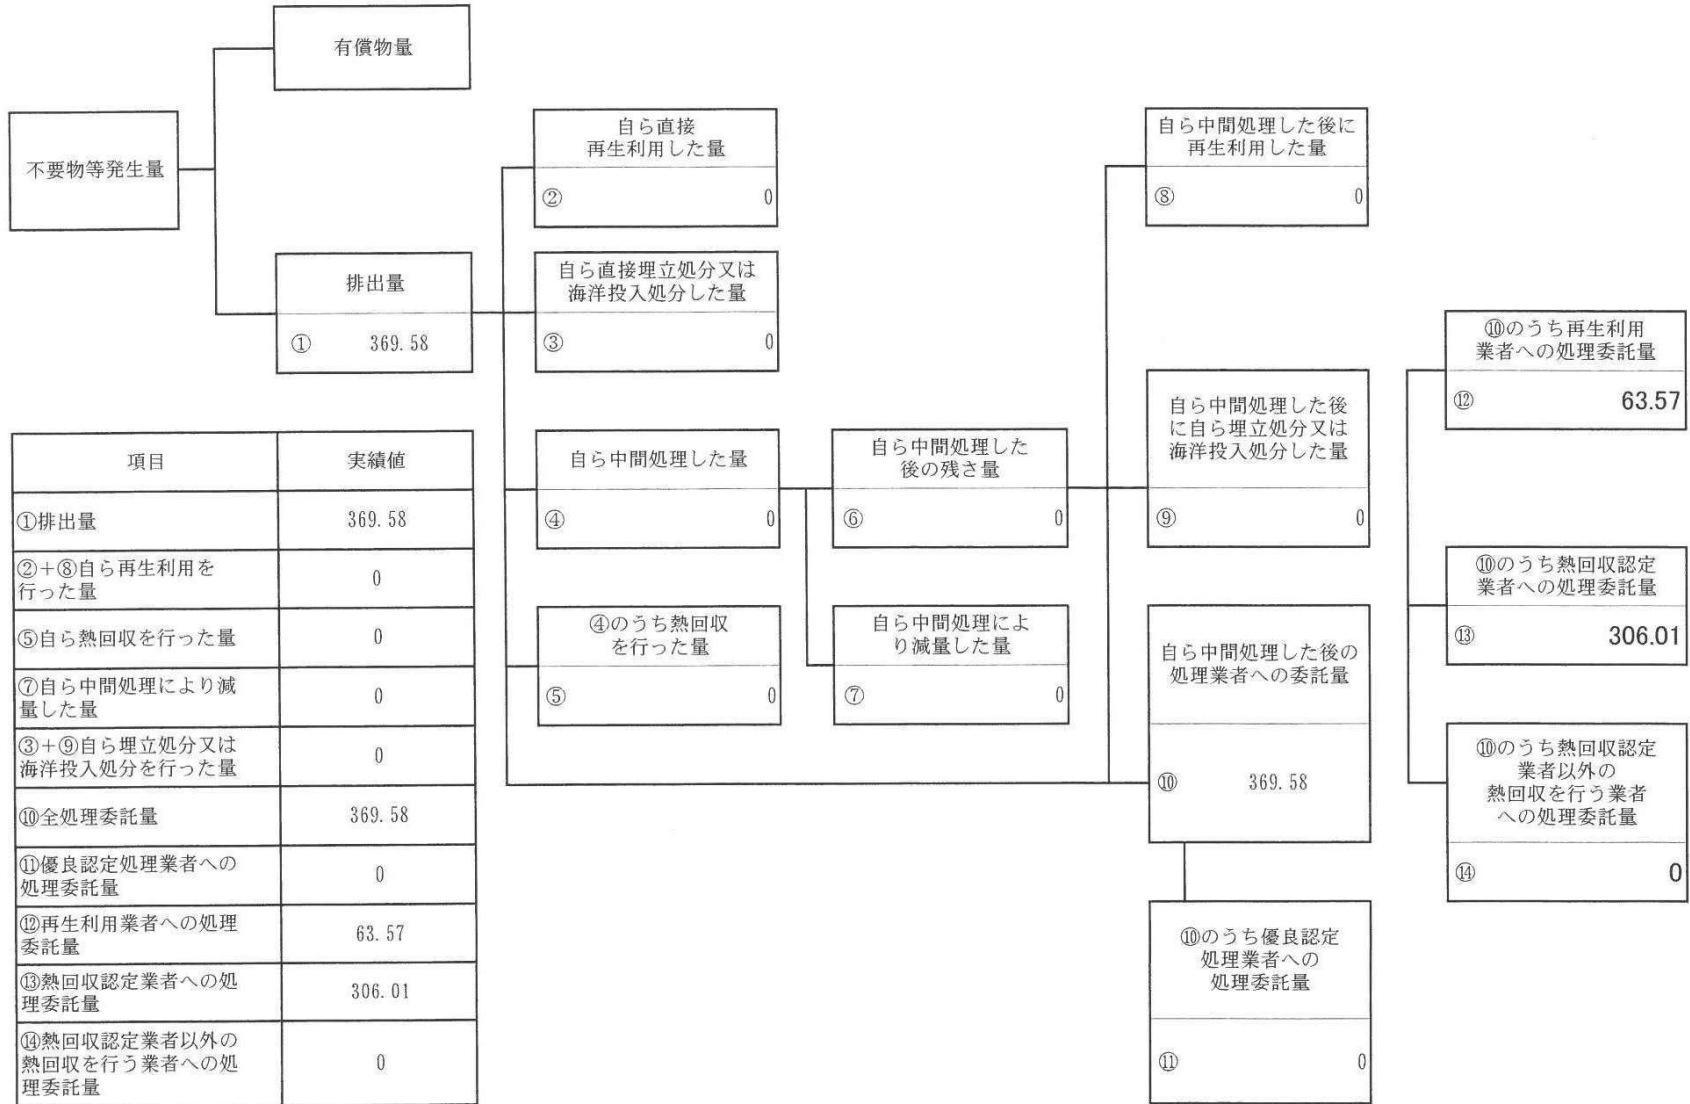 有償物量
不要物等発生量
排出量
① 369.58
自ら直接
再生利用した量
② 0
自ら直接埋立処分又は
海洋投入処分した量
③ 0
自ら中間処理した量
④ 0
④のうち熱回収
を行った量
⑤ 0
自ら中間処理した
後の残さ量
⑥ 0
自ら中間処理によ
り減量した量
⑦ 0
自ら中間処理した後に
再生利用した量
⑧ 0
自ら中間処理した後
に自ら埋立処分又は
海洋投入処分した量
⑨ 0
自ら中間処理した後の
処理業者への委託量
⑩ 369.58
⑩のうち優良認定
処理業者への
処理委託量
⑪ 0
⑩のうち再生利用
業者への処理委託量
⑫ 63.57
⑩のうち熱回収認定
業者への処理委託量
⑬ 306.01
⑩のうち熱回収認定
業者以外の
熱回収を行う業者
への処理委託量
⑭ 0
項目 実績値
①排出量 369.58
②+⑧自ら再生利用を
行った量 0
⑤自ら熱回収を行った量 0
⑦自ら中間処理により減
量した量 0
③+⑨自ら埋立処分又は
海洋投入処分を行った量 0
⑩全処理委託量 369.58
⑪優良認定処理業者への
処理委託量 0
⑫再生利用業者への処理
委託量 63.57
⑬熱回収認定業者への処
理委託量 306.01
⑭熱回収認定業者以外の
熱回収を行う業者への処
理委託量 0